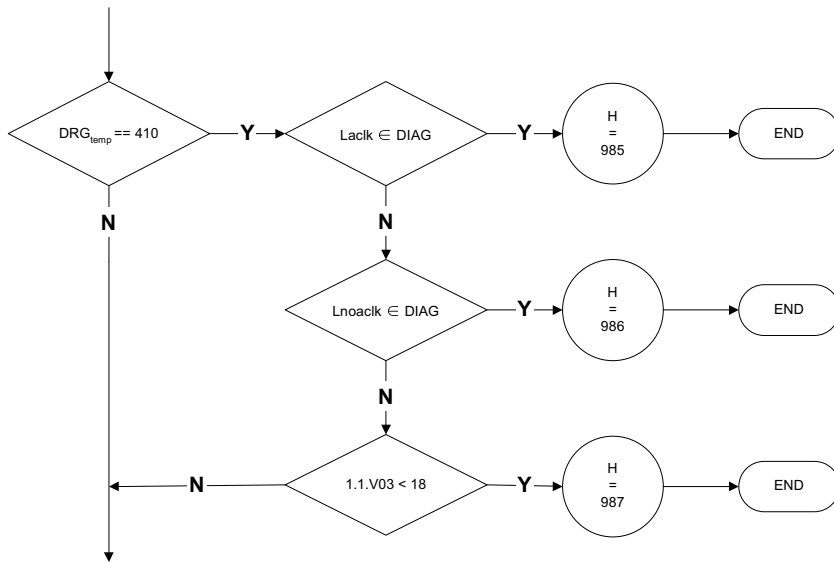 DRGtemp == 410
Y
Laclk ∈ DIAG
Y
H
=
985
END
N
N
Lnoaclk ∈ DIAG
Y
H
=
986
END
N
N
1.1.V03 < 18
Y
H
=
987
END